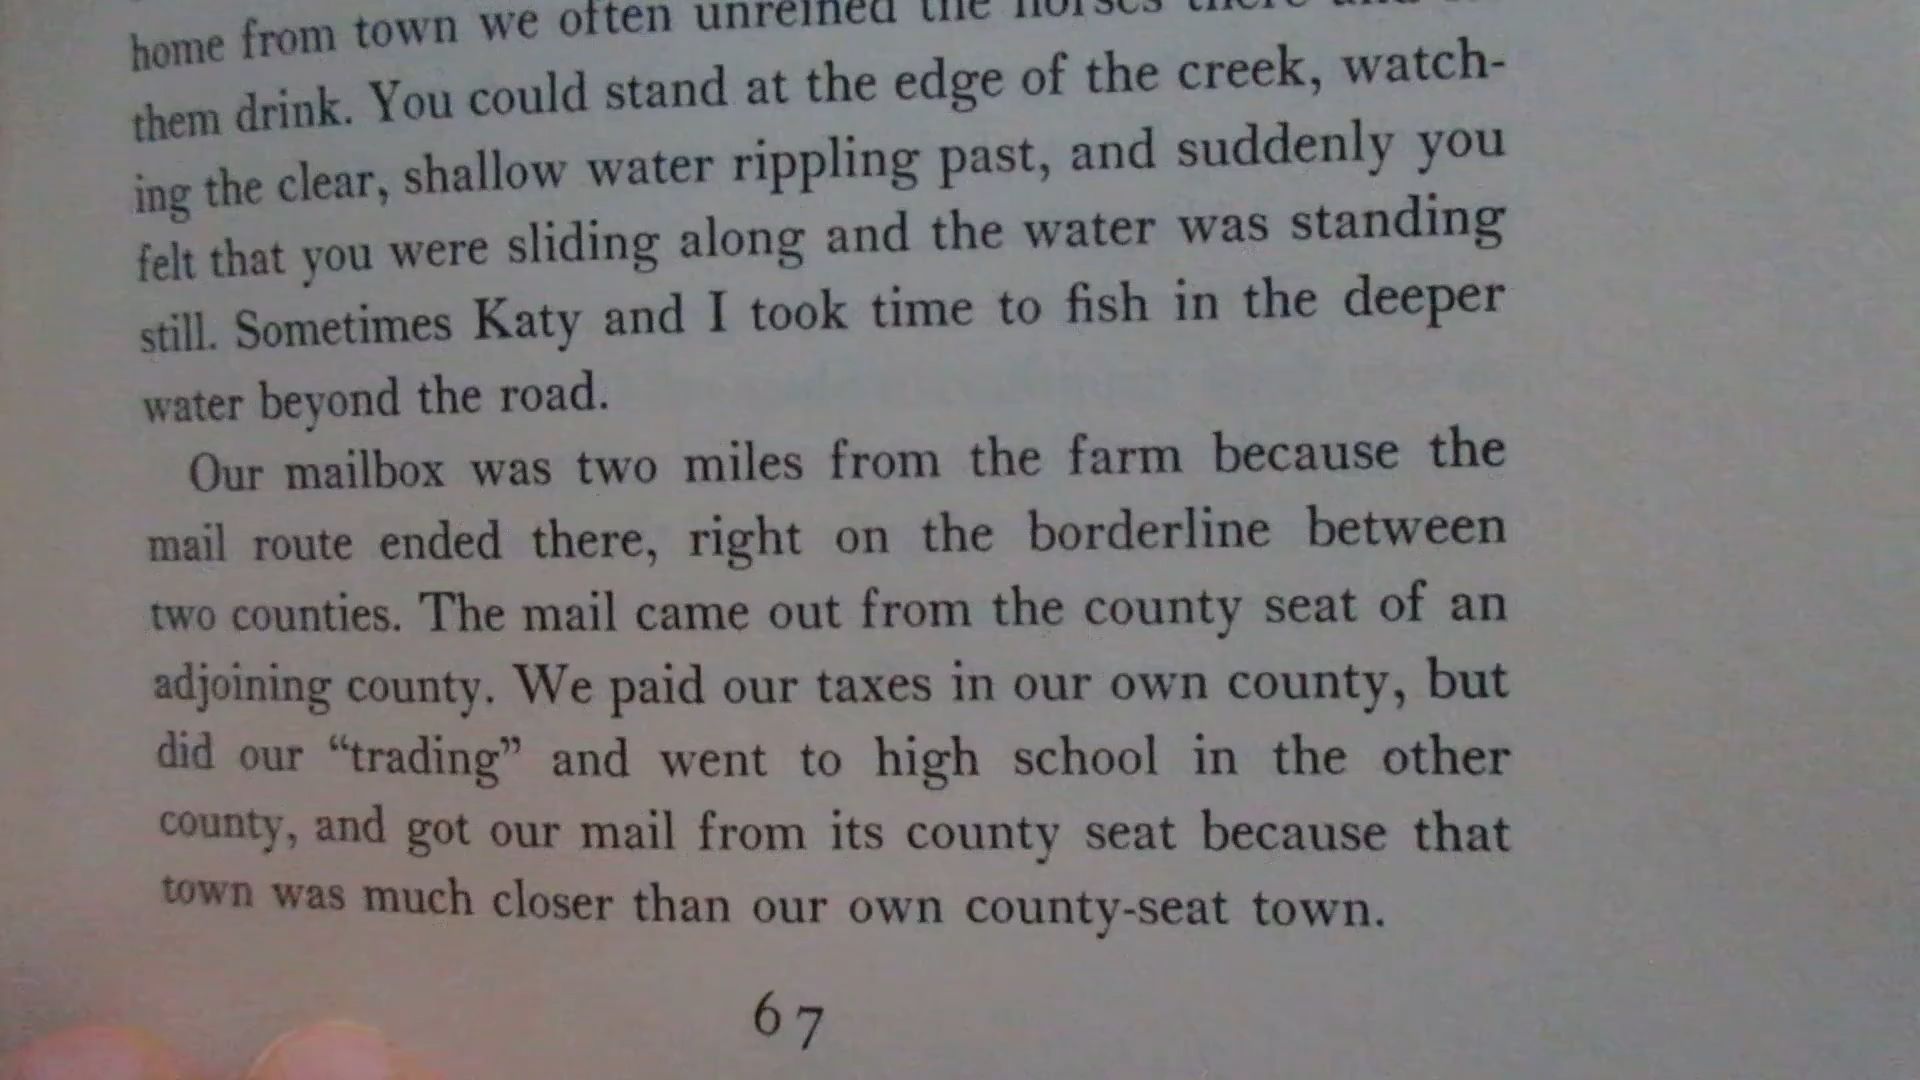 home from town we often unreined the horses there and
them drink. You could stand at the edge of the creek, watch-
ing the clear, shallow water rippling past, and suddenly you
felt that you were sliding along and the water was standing
still. Sometimes Katy and I took time to fish in the deeper
water beyond the road.
Our mailbox was two miles from the farm because the
mail route ended there, right on the borderline between
two counties. The mail came out from the county seat of an
adjoining county. We paid our taxes in our own county, but
did our “trading” and went to high school in the other
county, and got our mail from its county seat because that
town was much closer than our own county-seat town.
67